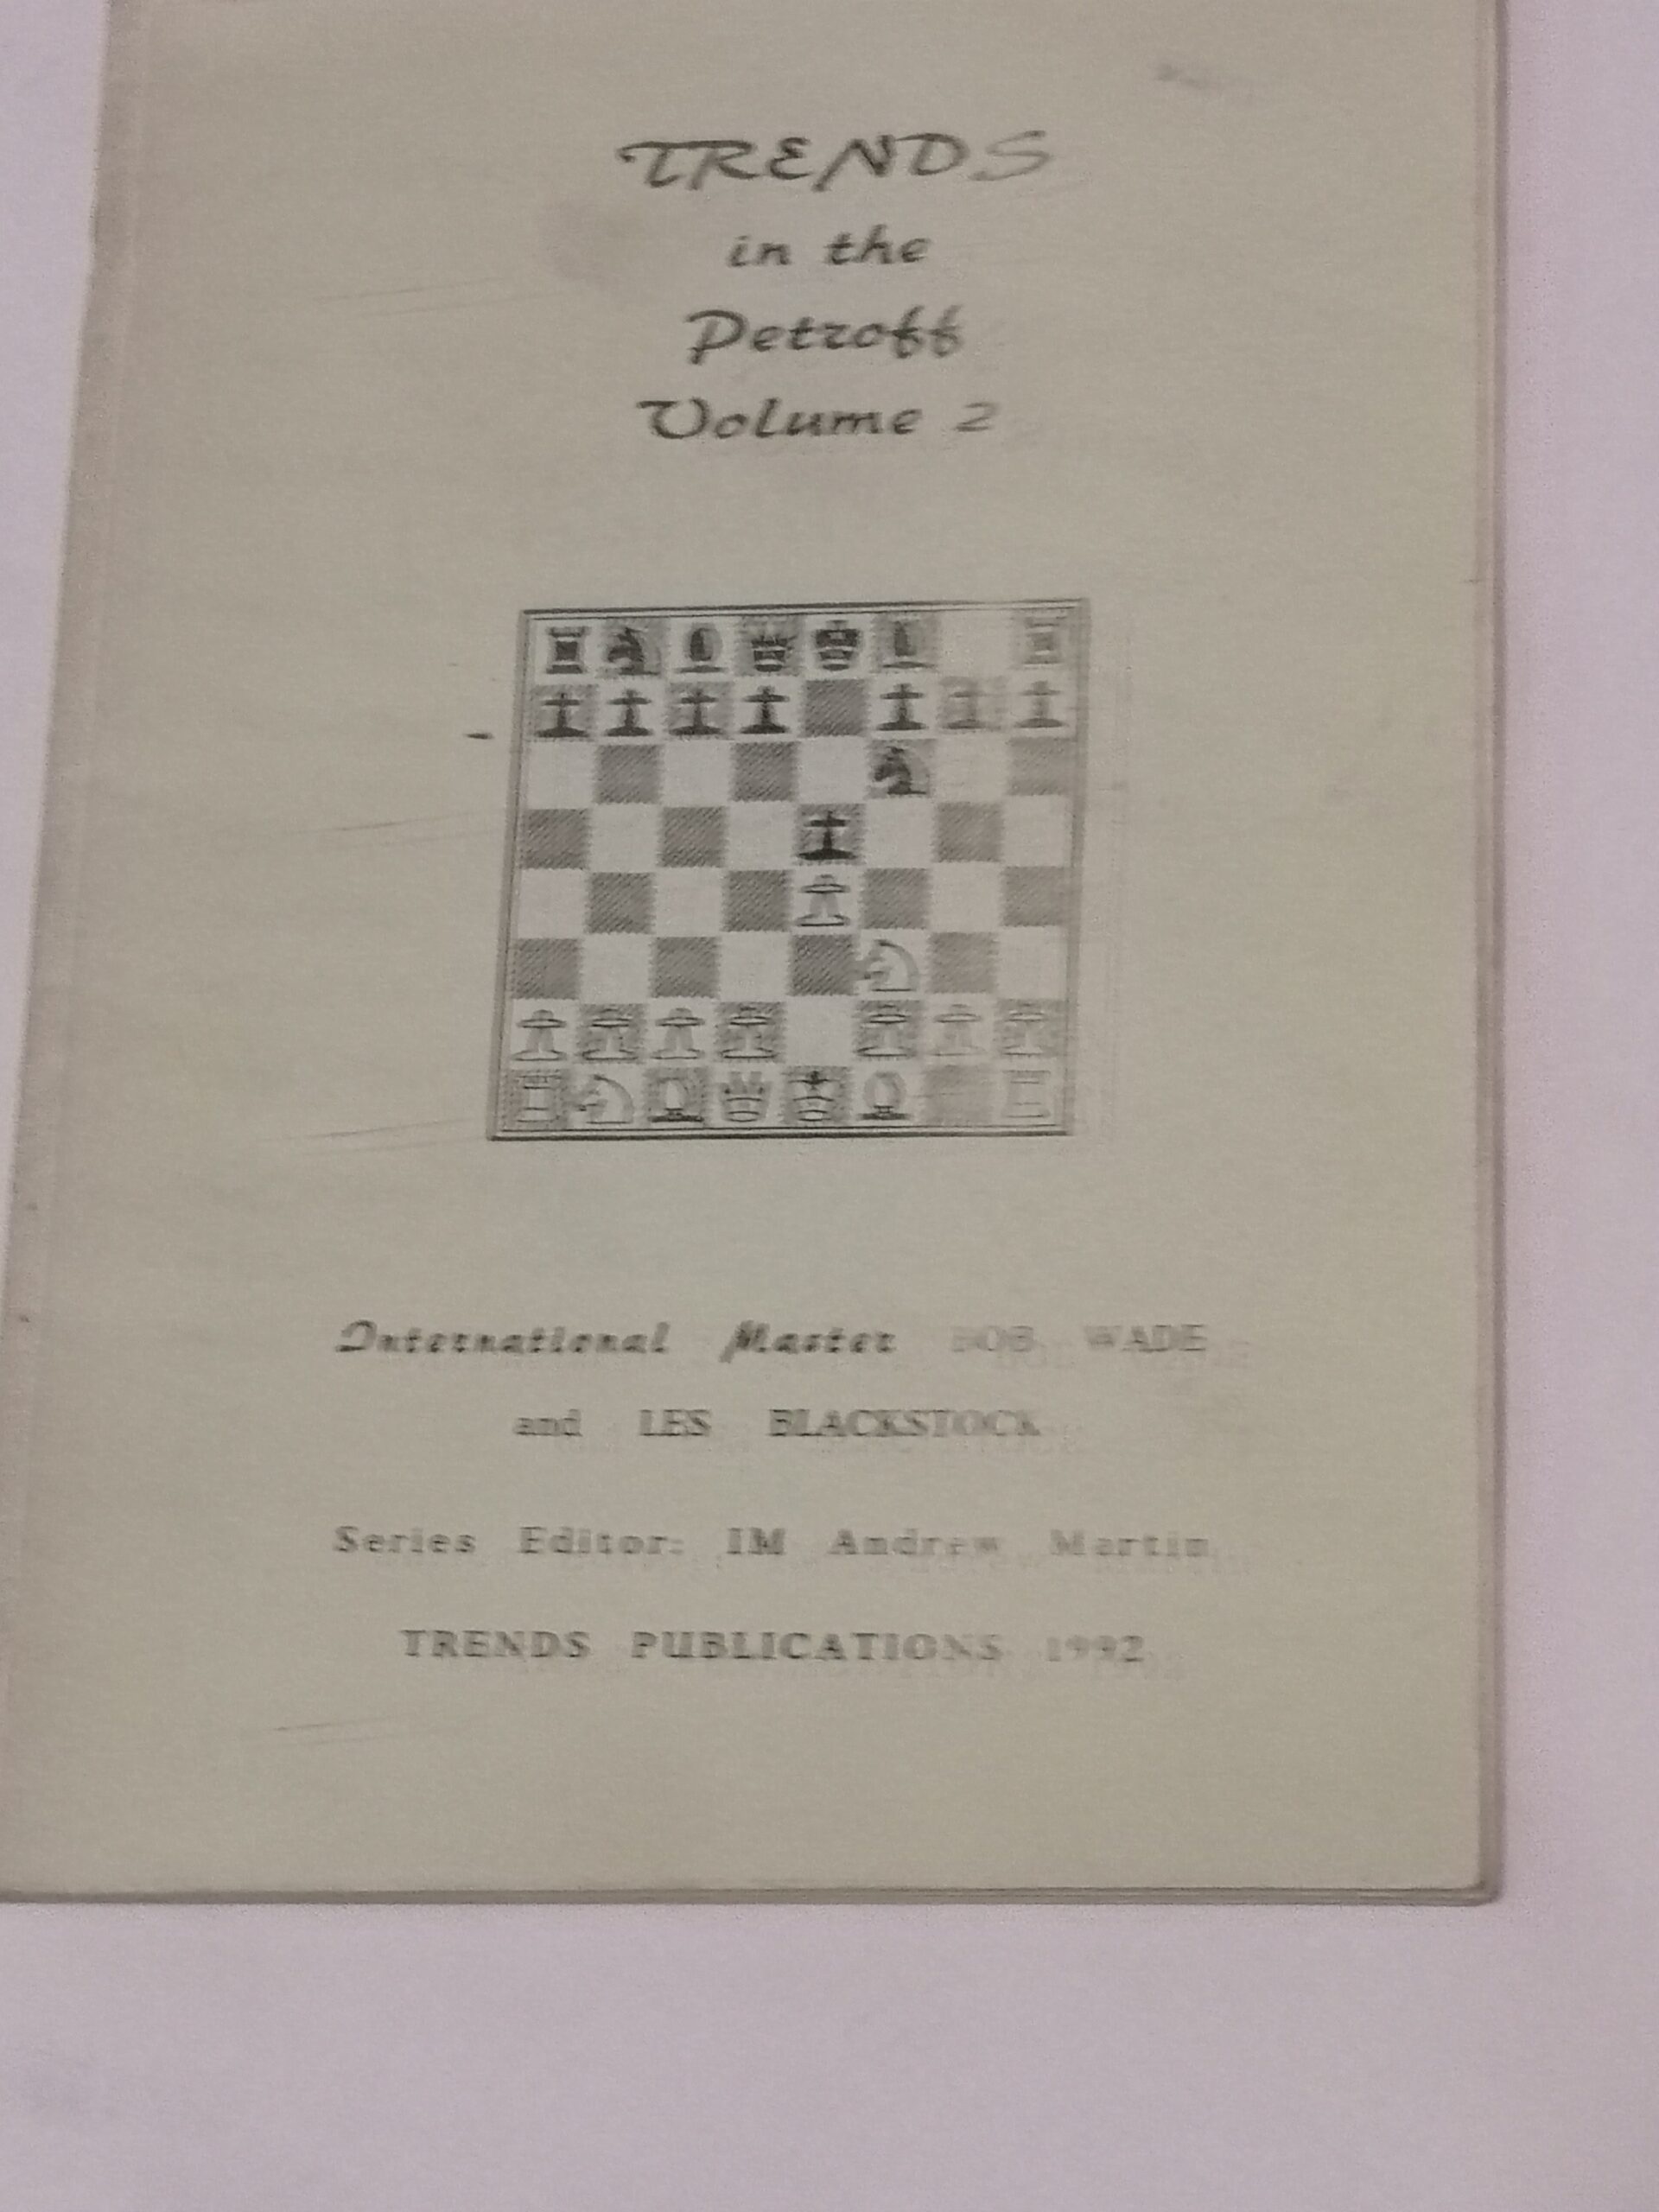 TRENDS
in the
Petroff
Volume 2
International Master BOB WADE
and LES BLACKSTOCK
Series Editor: IM Andrew Martin
TRENDS PUBLICATIONS 1992